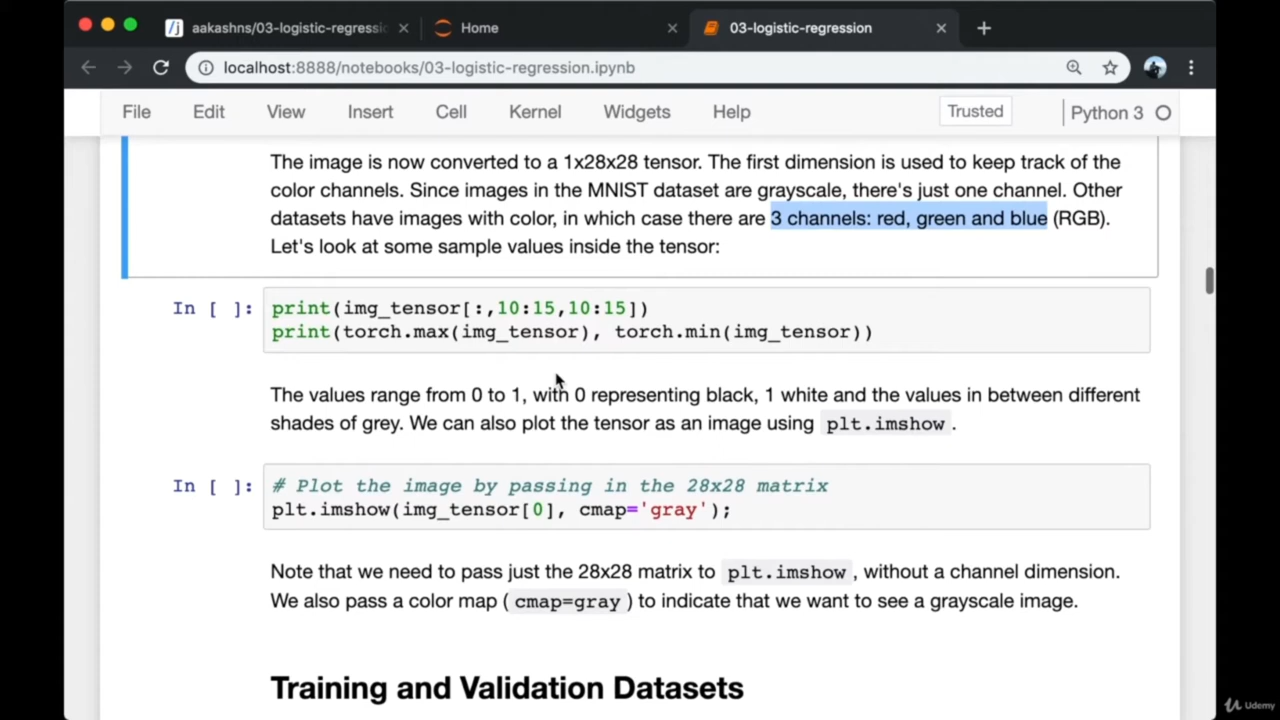 aakashns/03-logistic-regressi
Home
03-logistic-regression
localhost:8888/notebooks/03-logistic-regression.ipynb
File Edit View Insert Cell Kernel Widgets Help Trusted Python 3
The image is now converted to a 1x28x28 tensor. The first dimension is used to keep track of the
color channels. Since images in the MNIST dataset are grayscale, there's just one channel. Other
datasets have images with color, in which case there are 3 channels: red, green and blue (RGB).
Let's look at some sample values inside the tensor:
In [ ]: print(img_tensor[:,10:15,10:15])
print(torch.max(img_tensor), torch.min(img_tensor))
The values range from 0 to 1, with 0 representing black, 1 white and the values in between different
shades of grey. We can also plot the tensor as an image using plt.imshow.
In [ ]: # Plot the image by passing in the 28x28 matrix
plt.imshow(img_tensor[0], cmap='gray');
Note that we need to pass just the 28x28 matrix to plt.imshow, without a channel dimension.
We also pass a color map (cmap=gray) to indicate that we want to see a grayscale image.
Training and Validation Datasets
Udemy